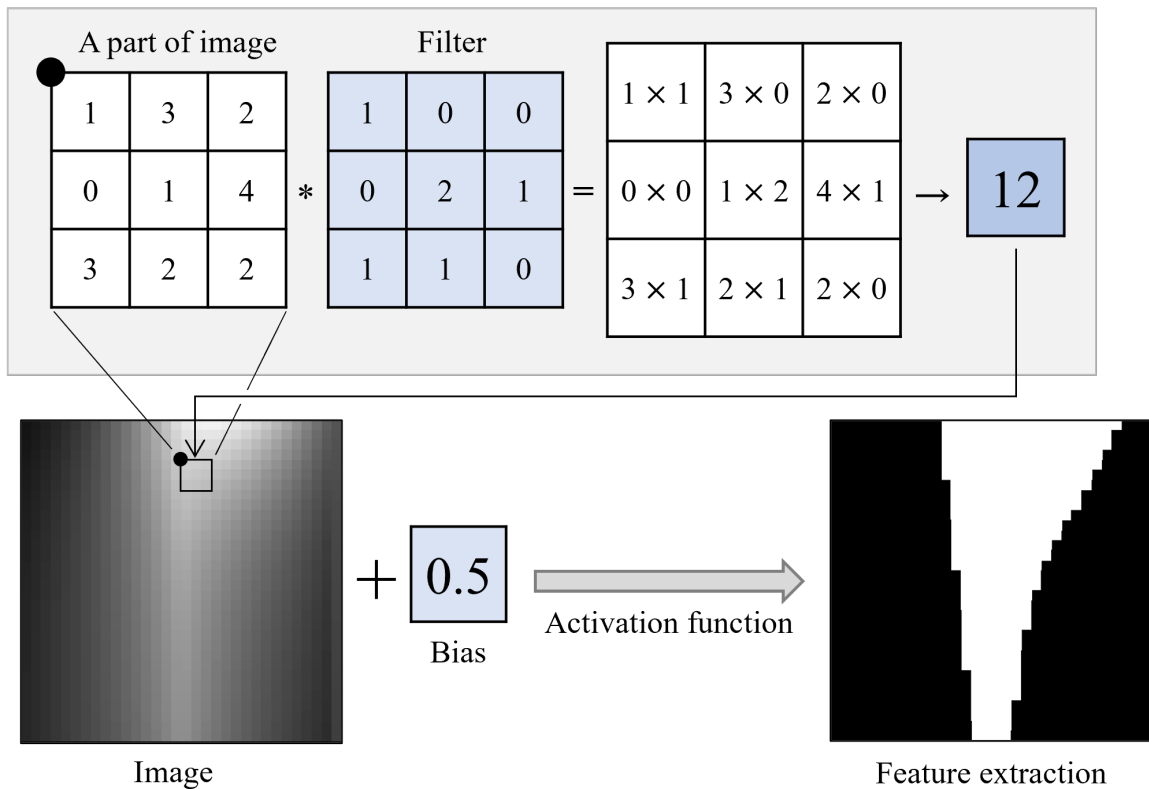 A part of image
Filter
1 3 2
0 1 4
3 2 2
*
1 0 0
0 2 1
1 1 0
=
1 × 1 3 × 0 2 × 0
0 × 0 1 × 2 4 × 1
3 × 1 2 × 1 2 × 0
→
12
+
0.5
Bias
Activation function
Image
Feature extraction